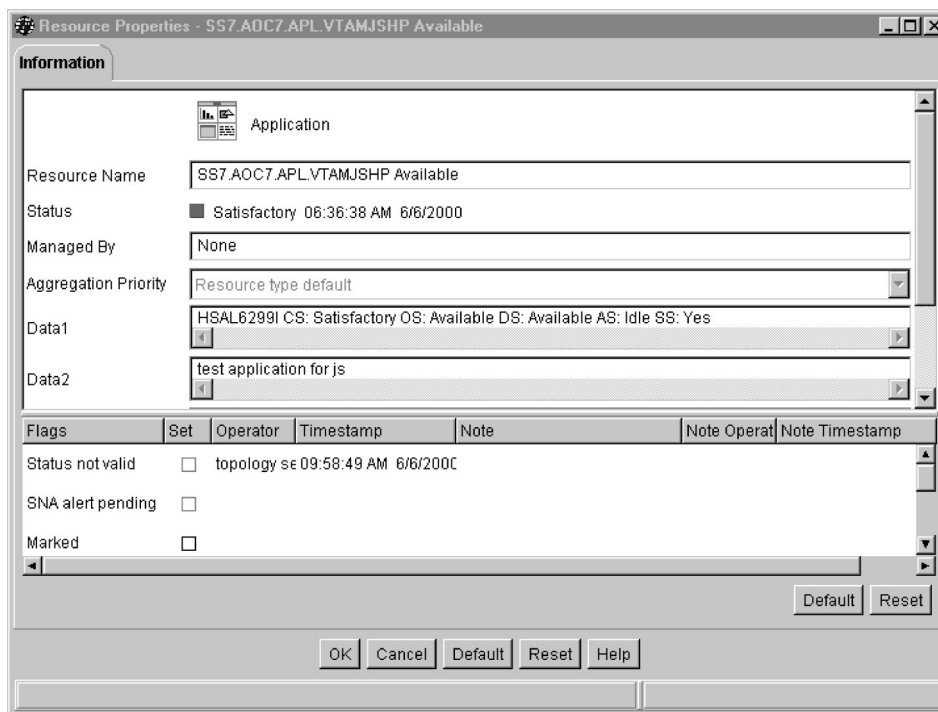 Resource Properties - SS7.AOC7.APL.VTAMJSHP Available
Information
Application
Resource Name SS7.AOC7.APL.VTAMJSHP Available
Status Satisfactory 06:36:38 AM 6/6/2000
Managed By None
Aggregation Priority Resource type default
Data1 HSAL6299I CS: Satisfactory OS: Available DS: Available AS: Idle SS: Yes
Data2 test application for js
Flags Set Operator Timestamp Note Note Operat Note Timestamp
Status not valid topology se 09:58:49 AM 6/6/200
SNA alert pending
Marked
Default Reset
OK Cancel Default Reset Help